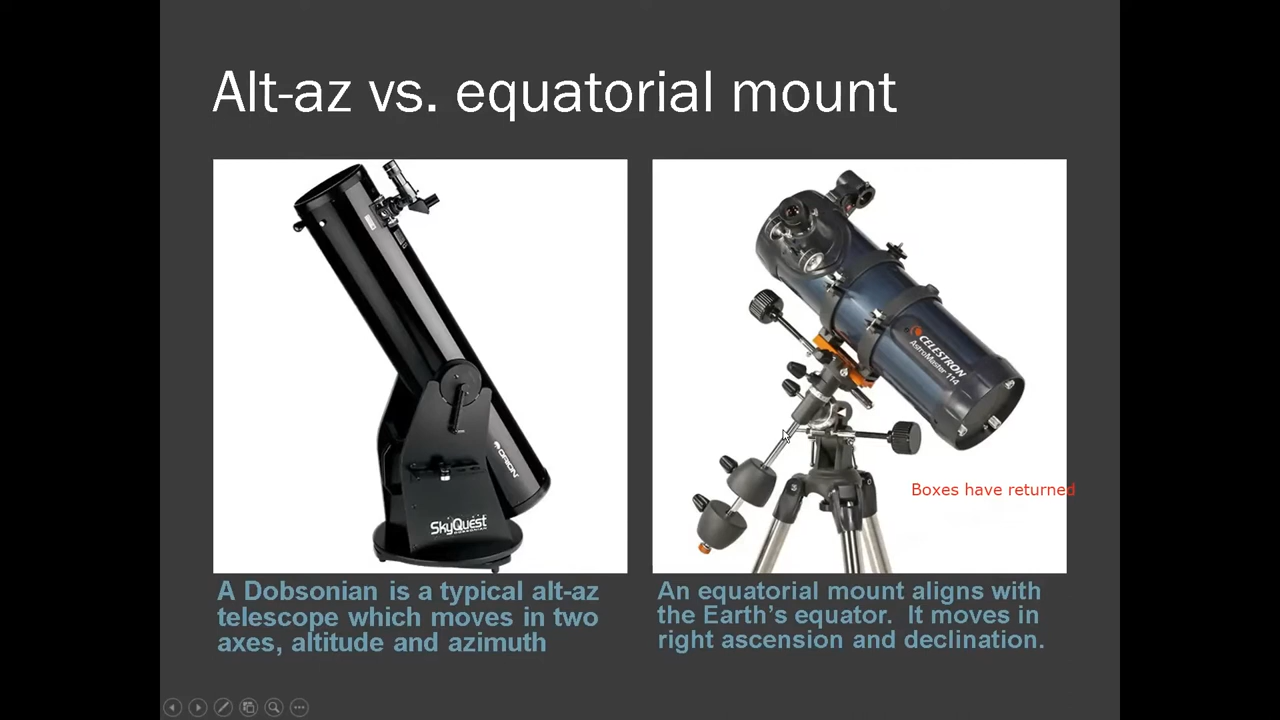 Alt-az vs. equatorial mount
ORION
SkyQuest
CELESTRON
AstroMaster 114
Boxes have returned
A Dobsonian is a typical alt-az
telescope which moves in two
axes, altitude and azimuth
An equatorial mount aligns with
the Earth’s equator.  It moves in
right ascension and declination.